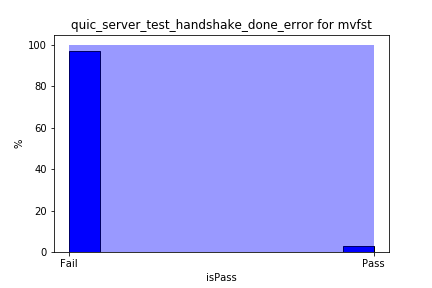 quic_server_test_handshake_done_error for mvfst
100
80
60
40
20
0
%
Fail
Pass
isPass